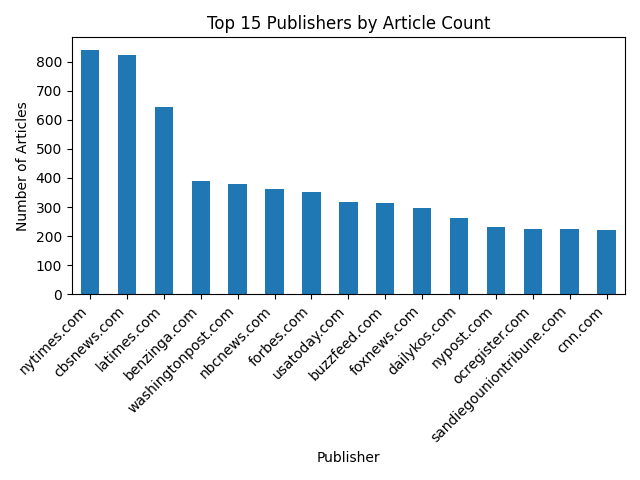 Top 15 Publishers by Article Count
Number of Articles
800
700
600
500
400
300
200
100
0
nytimes.com
cbsnews.com
latimes.com
benzinga.com
washingtonpost.com
nbcnews.com
forbes.com
usatoday.com
buzzfeed.com
foxnews.com
dailykos.com
nypost.com
ocregister.com
sandiegouniontribune.com
cnn.com
Publisher